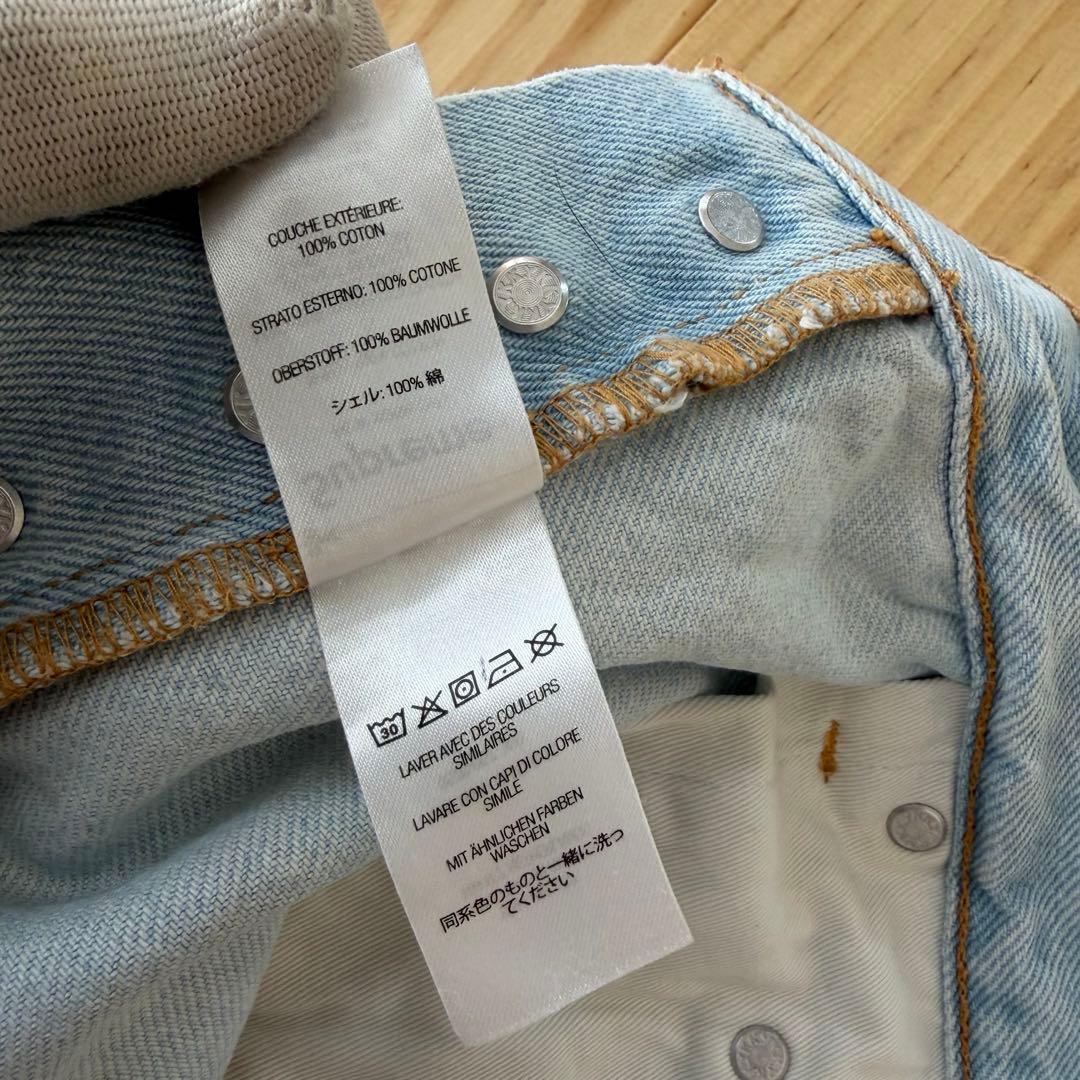 COUCHE EXTÉRIEURE:
100% COTON
STRATO ESTERNO: 100% COTONE
OBERSTOFF: 100% BAUMWOLLE
シェル: 100% 綿
30
LAVER AVEC DES COULEURS
SIMILAIRES
LAVARE CON CAPI DI COLORE
SIMILE
MIT ÄHNLICHEN FARBEN
WASCHEN
同系色のものと一緒に洗っ
てください